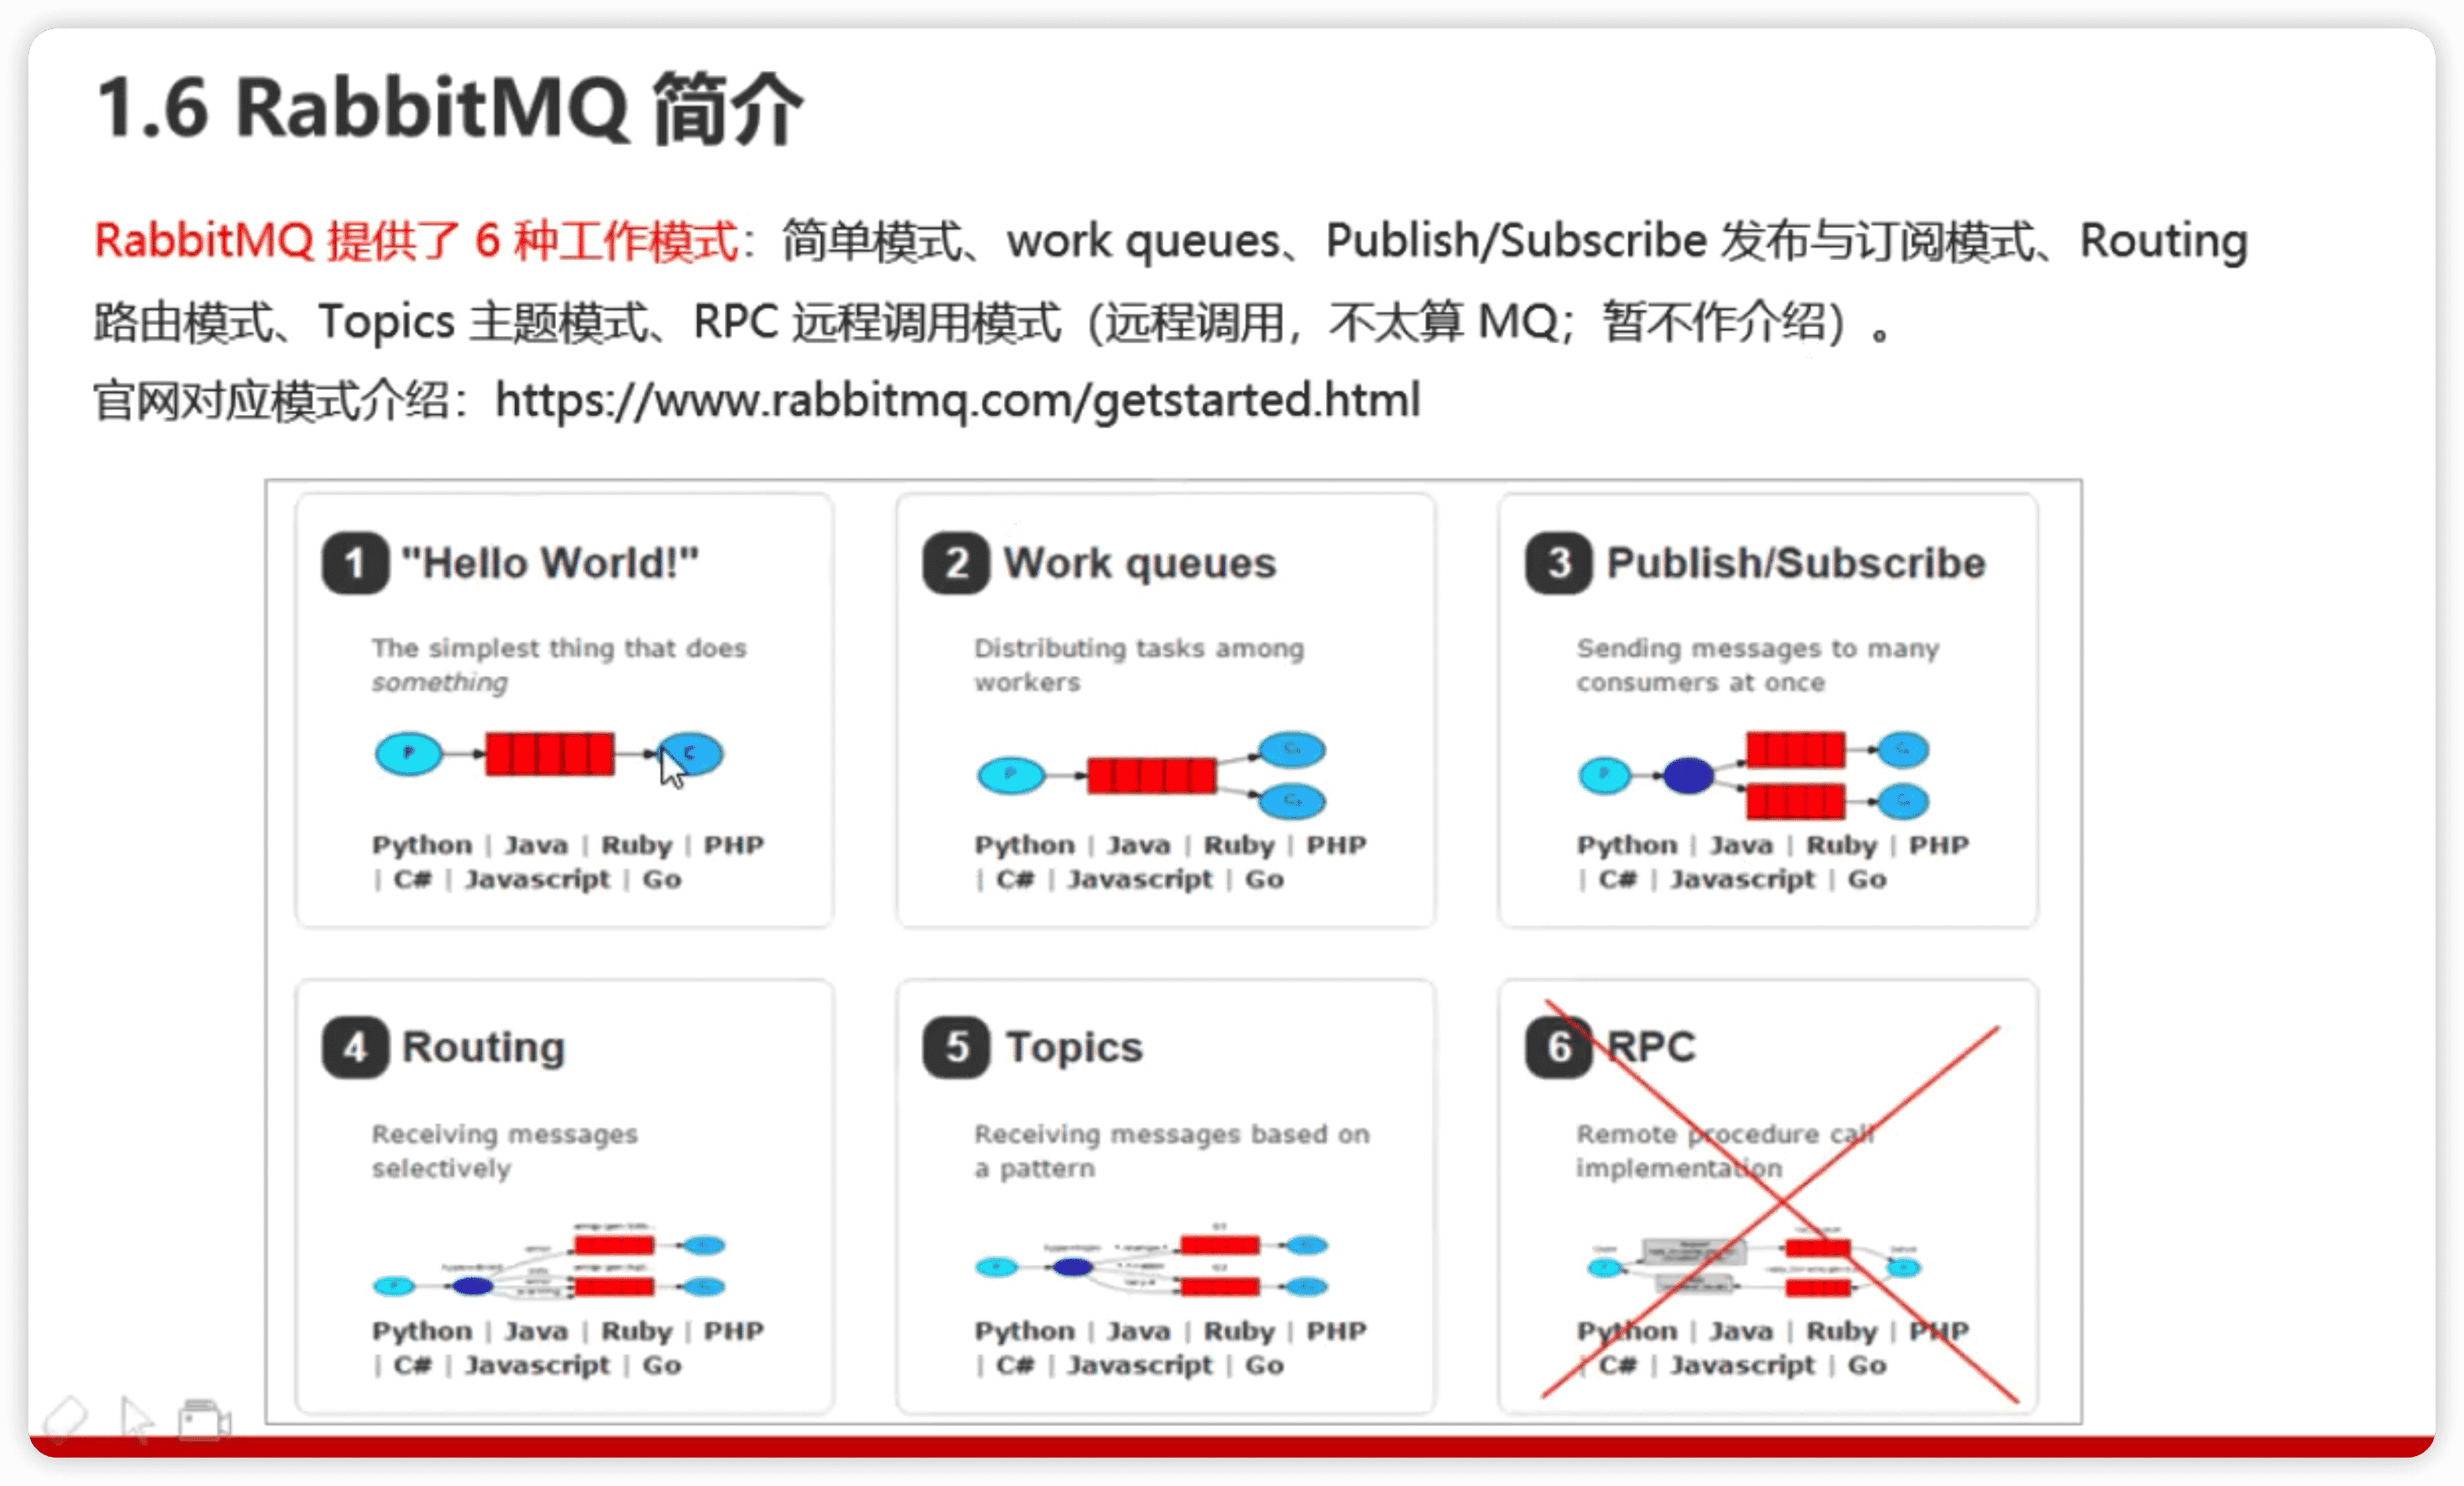 1.6 RabbitMQ 简介
RabbitMQ 提供了 6 种工作模式：简单模式、work queues、Publish/Subscribe 发布与订阅模式、Routing
路由模式、Topics 主题模式、RPC 远程调用模式（远程调用，不太算 MQ；暂不作介绍）。
官网对应模式介绍：https://www.rabbitmq.com/getstarted.html
1 "Hello World!"
The simplest thing that does
something
P
C
Python | Java | Ruby | PHP
| C# | Javascript | Go
2 Work queues
Distributing tasks among
workers
P
Python | Java | Ruby | PHP
| C# | Javascript | Go
3 Publish/Subscribe
Sending messages to many
consumers at once
P
Python | Java | Ruby | PHP
| C# | Javascript | Go
4 Routing
Receiving messages
selectively
Python | Java | Ruby | PHP
| C# | Javascript | Go
5 Topics
Receiving messages based on
a pattern
Python | Java | Ruby | PHP
| C# | Javascript | Go
6 RPC
Remote procedure call
implementation
Python | Java | Ruby | PHP
| C# | Javascript | Go